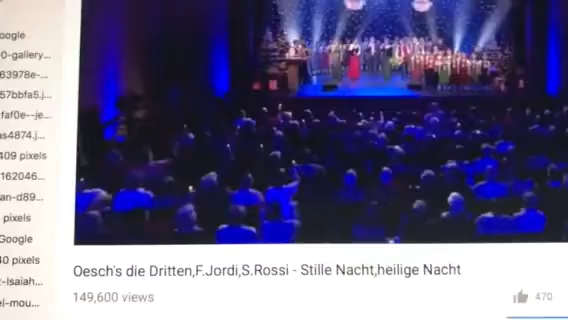 oogle
0-gallery...
63978e-...
57bbfa5.j...
faf0e--je...
as4874.j...
409 pixels
162046...
an-d89...
pixels
Google
40 pixels
t-Isaiah...
el-mou...
Oesch's die Dritten,F.Jordi,S.Rossi - Stille Nacht,heilige Nacht
149,600 views
470